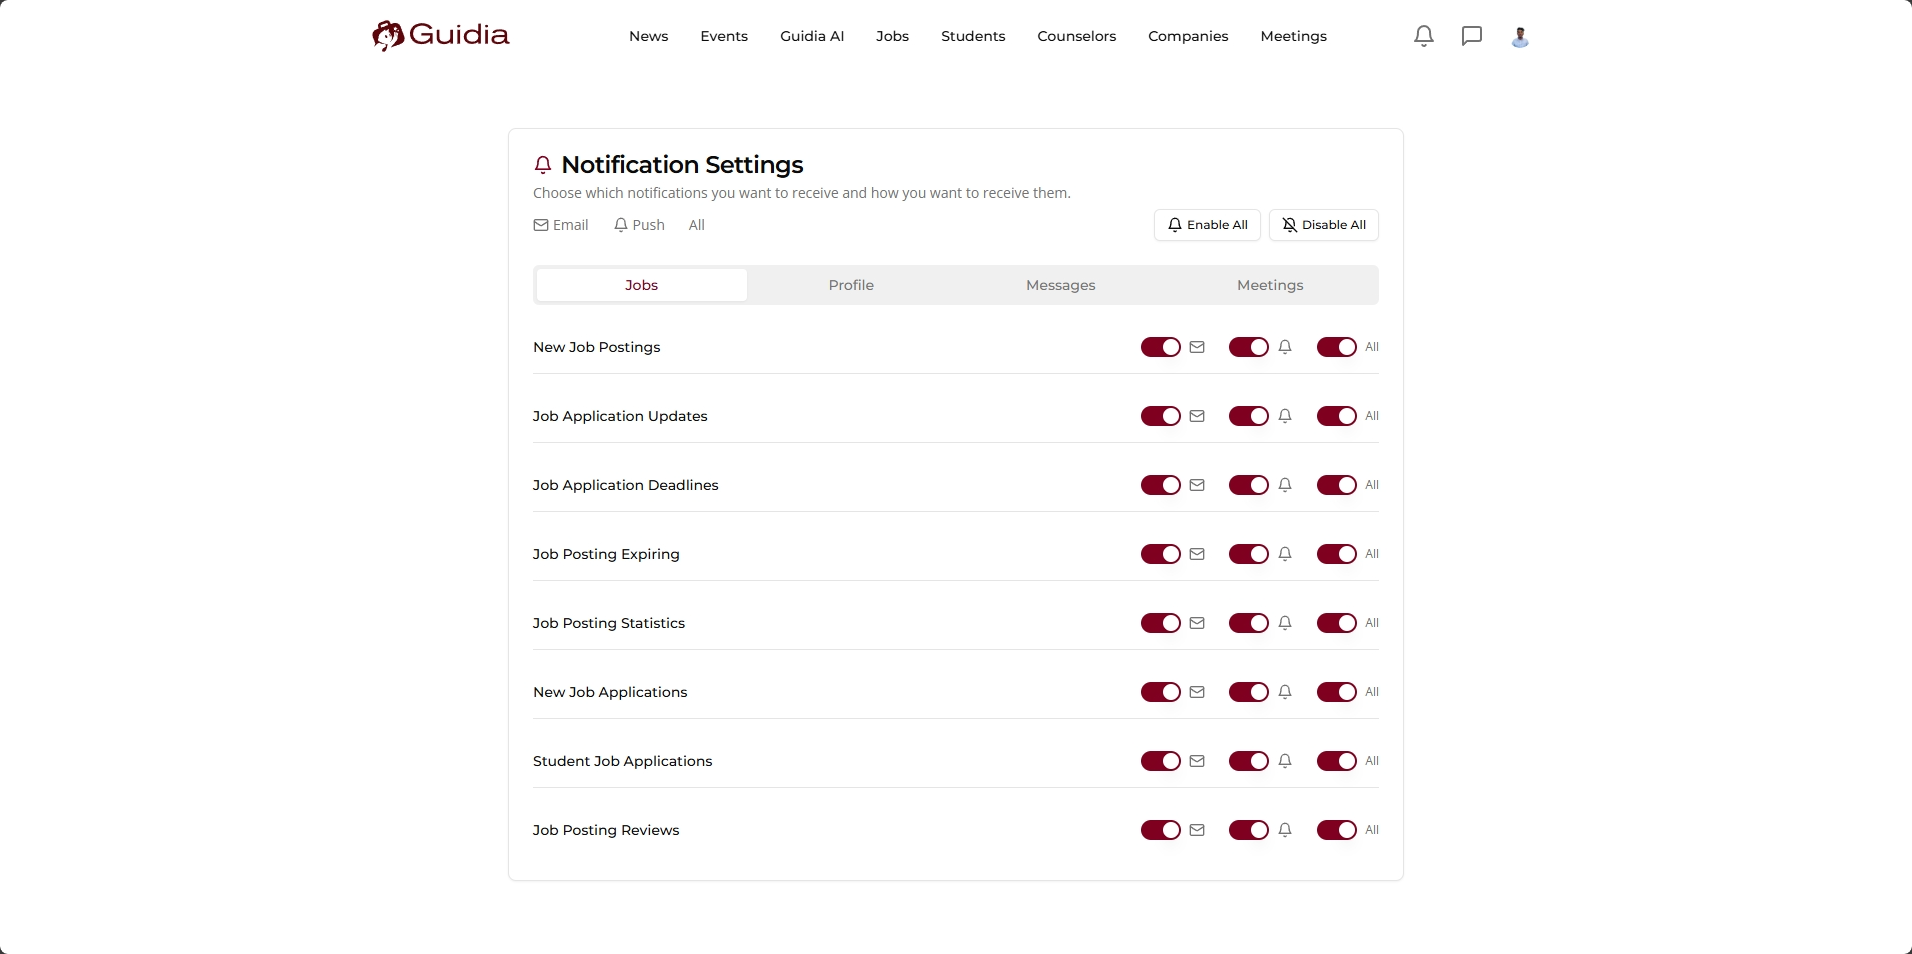 Guidia
News Events Guidia AI Jobs Students Counselors Companies Meetings
Notification Settings
Choose which notifications you want to receive and how you want to receive them.
Email Push All Enable All Disable All
Jobs Profile Messages Meetings
New Job Postings All
Job Application Updates All
Job Application Deadlines All
Job Posting Expiring All
Job Posting Statistics All
New Job Applications All
Student Job Applications All
Job Posting Reviews All